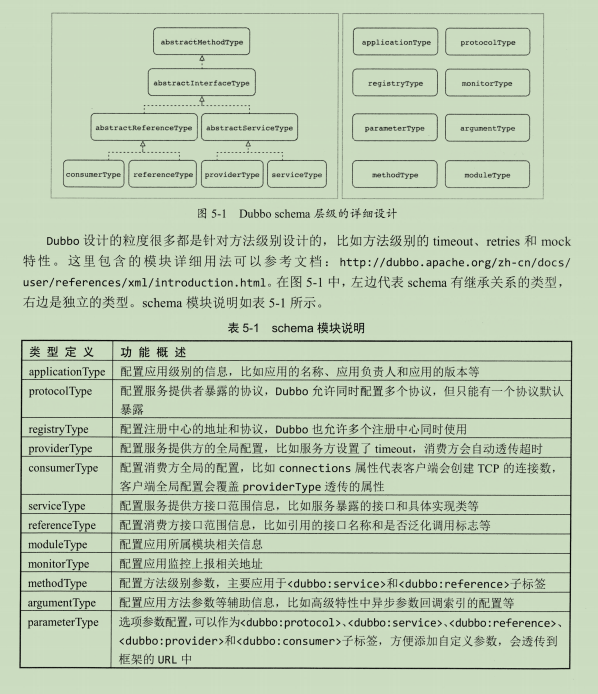 abstractMethodType
abstractInterfaceType
abstractReferenceType
abstractServiceType
consumerType
referenceType
providerType
serviceType
applicationType
protocolType
registryType
monitorType
parameterType
argumentType
methodType
moduleType
图 5-1 Dubbo schema 层级的详细设计
Dubbo 设计的粒度很多都是针对方法级别设计的，比如方法级别的 timeout、retries 和 mock
特性。这里包含的模块详细用法可以参考文档：http://dubbo.apache.org/zh-cn/docs/
user/references/xml/introduction.html。在图 5-1 中，左边代表 schema 有继承关系的类型，
右边是独立的类型。schema 模块说明如表 5-1 所示。
表 5-1 schema 模块说明
类 型 定 义 功 能 概 述
applicationType 配置应用级别的信息，比如应用的名称、应用负责人和应用的版本等
protocolType 配置服务提供者暴露的协议，Dubbo 允许同时配置多个协议，但只能有一个协议默认
暴露
registryType 配置注册中心的地址和协议，Dubbo 也允许多个注册中心同时使用
providerType 配置服务提供方的全局配置，比如服务方设置了 timeout，消费方会自动透传超时
consumerType 配置消费方全局的配置，比如 connections 属性代表客户端会创建 TCP 的连接数，
客户端全局配置会覆盖 providerType 透传的属性
serviceType 配置服务提供方接口范围信息，比如服务暴露的接口和具体实现类等
referenceType 配置消费方接口范围信息，比如引用的接口名称和是否泛化调用标志等
moduleType 配置应用所属模块相关信息
monitorType 配置应用监控上报相关地址
methodType 配置方法级别参数，主要应用于<dubbo:service>和<dubbo:reference>子标签
argumentType 配置应用方法参数等辅助信息，比如高级特性中异步参数回调索引的配置等
parameterType 选项参数配置，可以作为<dubbo:protocol>、<dubbo:service>、<dubbo:reference>、
<dubbo:provider>和<dubbo:consumer>子标签，方便添加自定义参数，会透传到
框架的 URL 中